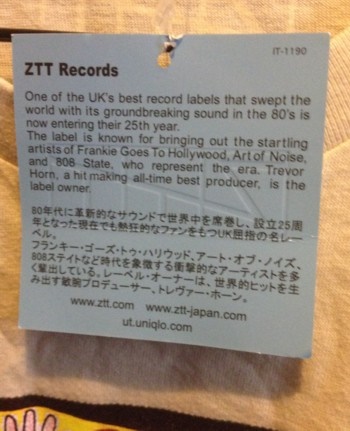 IT-1190
ZTT Records
One of the UK's best record labels that swept the
world with its groundbreaking sound in the 80's is
now entering their 25th year.
The label is known for bringing out the startling
artists of Frankie Goes To Hollywood, Art of Noise,
and 808 State, who represent the era. Trevor
Horn, a hit making all-time best producer, is the
label owner.
80年代に革新的なサウンドで世界中を席巻し、設立25周
年となった現在でも熱狂的なファンをもつUK屈指の名レー
ベル。
フランキー・ゴーズ・トゥ・ハリウッド、アート・オブ・ノイズ、
808ステイトなど時代を象徴する衝撃的なアーティストを多
く輩出している。レーベル・オーナーは、世界的ヒットを生
み出す敏腕プロデューサー、トレヴァー・ホーン。
www.ztt.com www.ztt-japan.com
ut.uniqlo.com